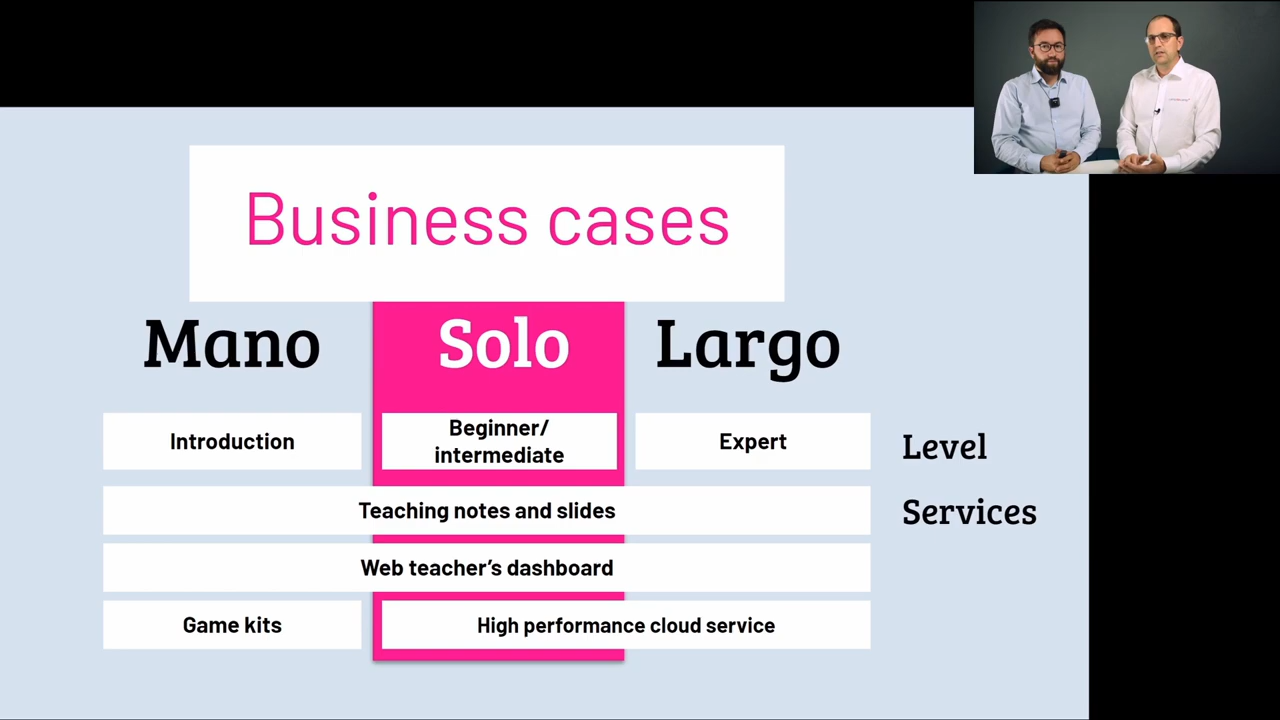 Business cases
Mano
Solo
Largo
Introduction
Beginner/
intermediate
Expert
Level
Teaching notes and slides
Services
Web teacher’s dashboard
Game kits
High performance cloud service